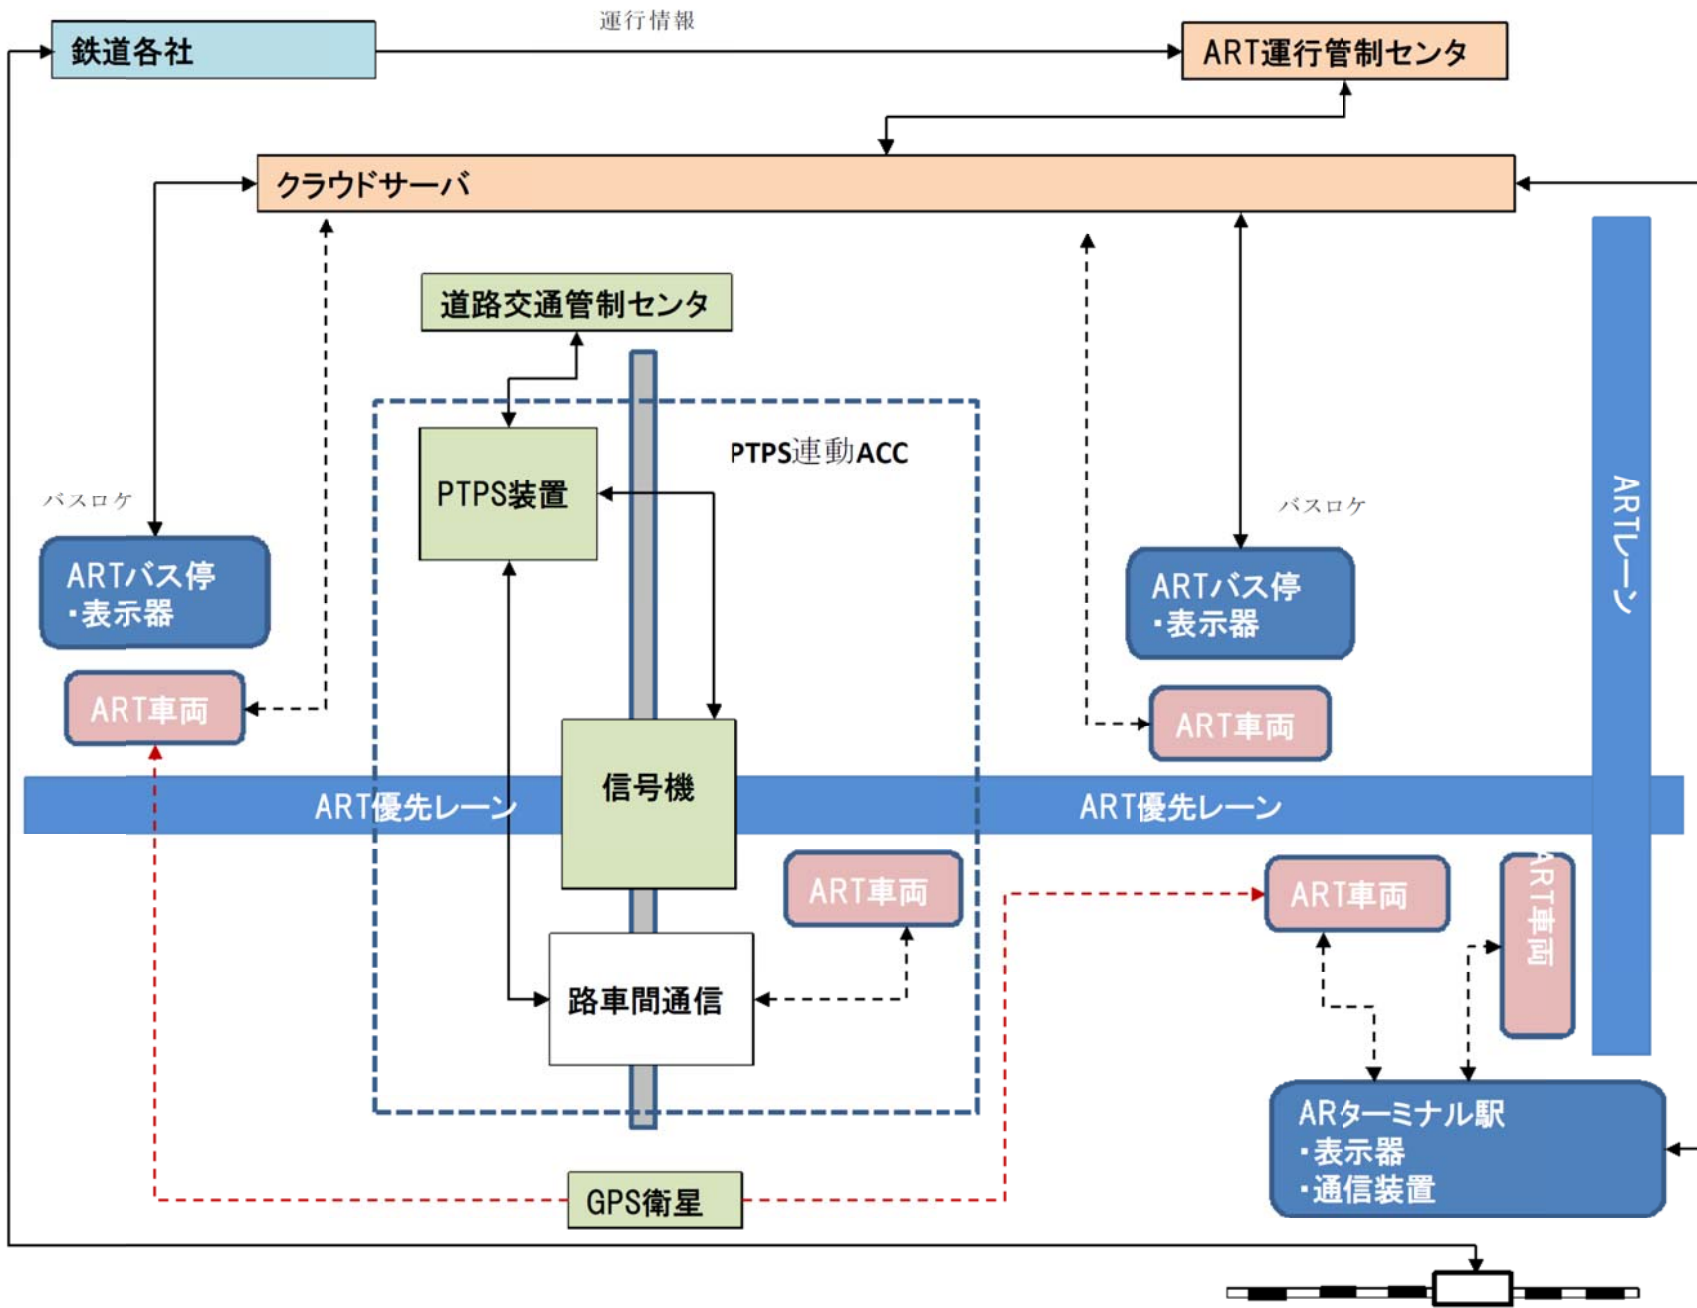 運行情報
鉄道各社
ART運行管制センタ
クラウドサーバ
道路交通管制センタ
PTPS連動ACC
PTPS装置
バスロケ
バスロケ
ARTレーン
ARTバス停
・表示器
ARTバス停
・表示器
ART車両
ART車両
信号機
ART優先レーン
ART優先レーン
ART車両
ART車両
ART車両
路車間通信
ARターミナル駅
・表示器
・通信装置
GPS衛星